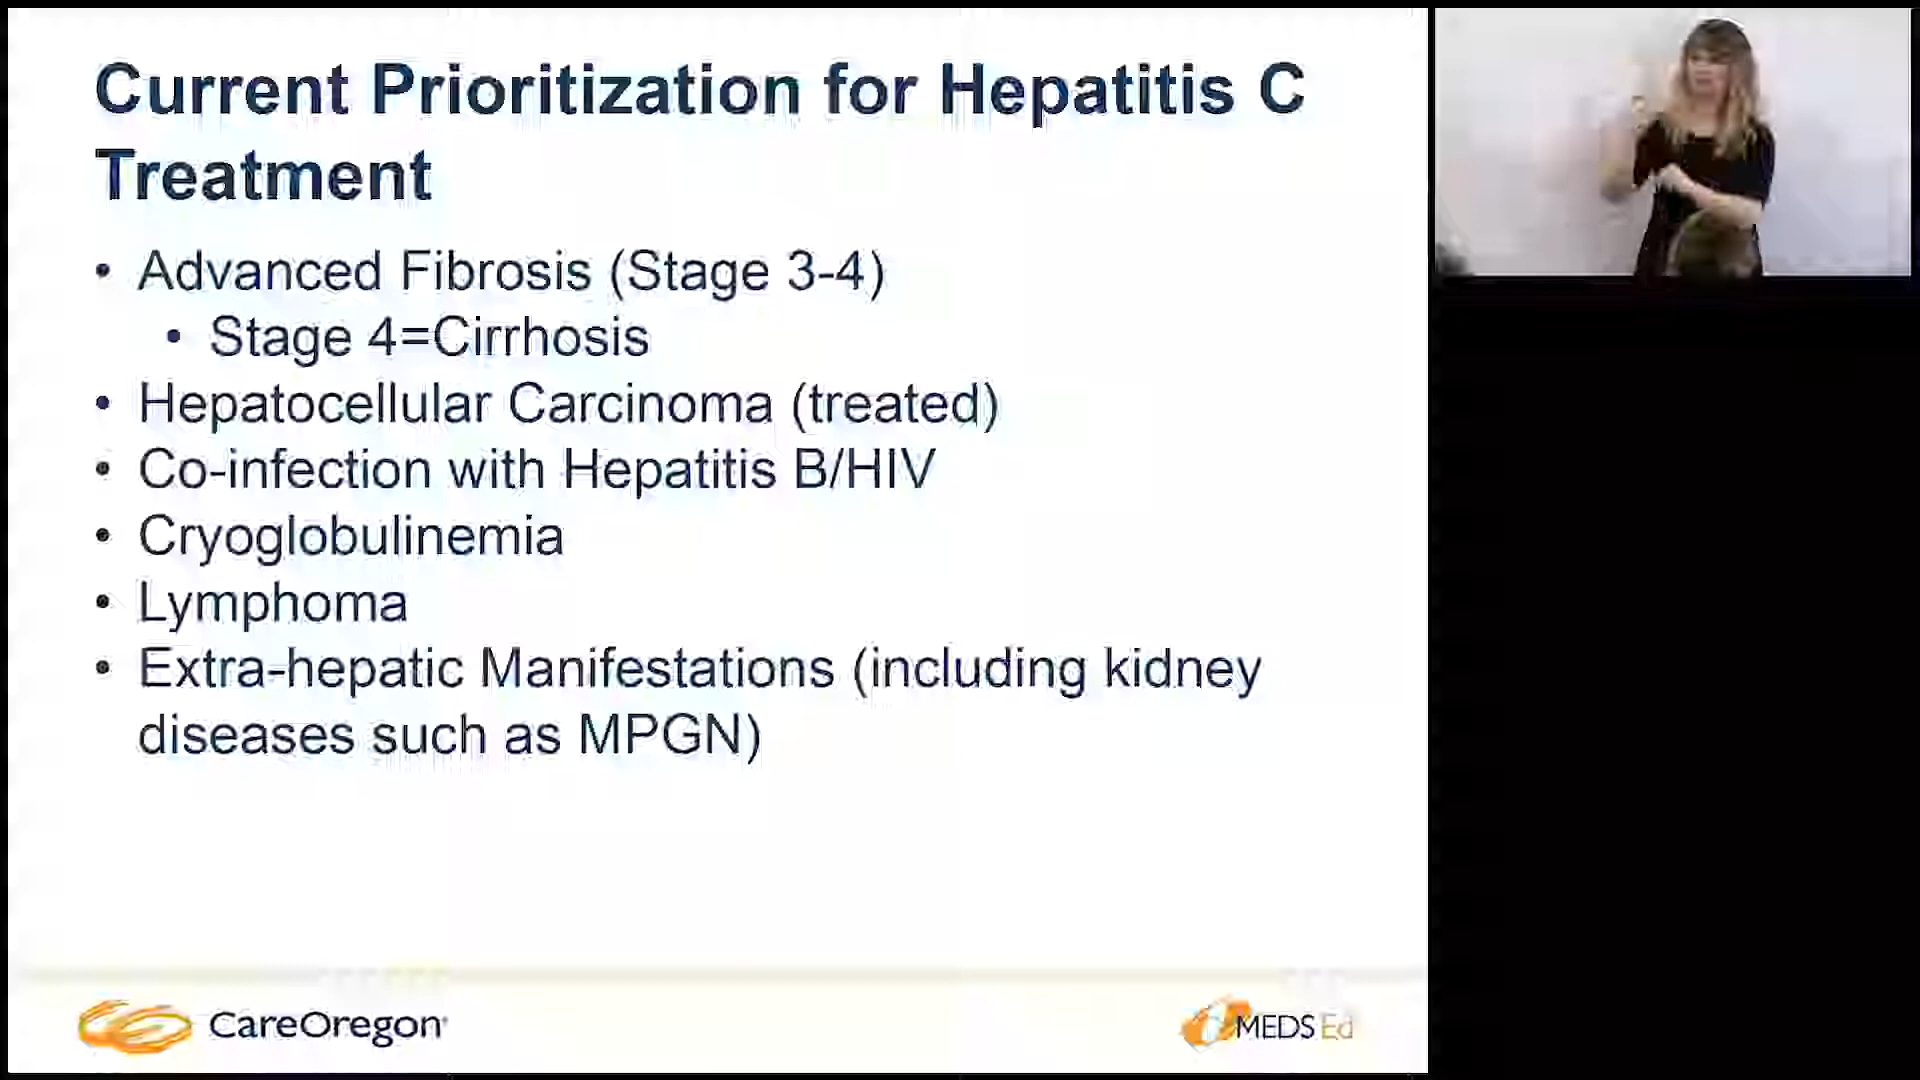 Current Prioritization for Hepatitis C
Treatment
• Advanced Fibrosis (Stage 3-4)
• Stage 4=Cirrhosis
• Hepatocellular Carcinoma (treated)
• Co-infection with Hepatitis B/HIV
• Cryoglobulinemia
• Lymphoma
• Extra-hepatic Manifestations (including kidney
diseases such as MPGN)
CareOregon
MEDS Ed